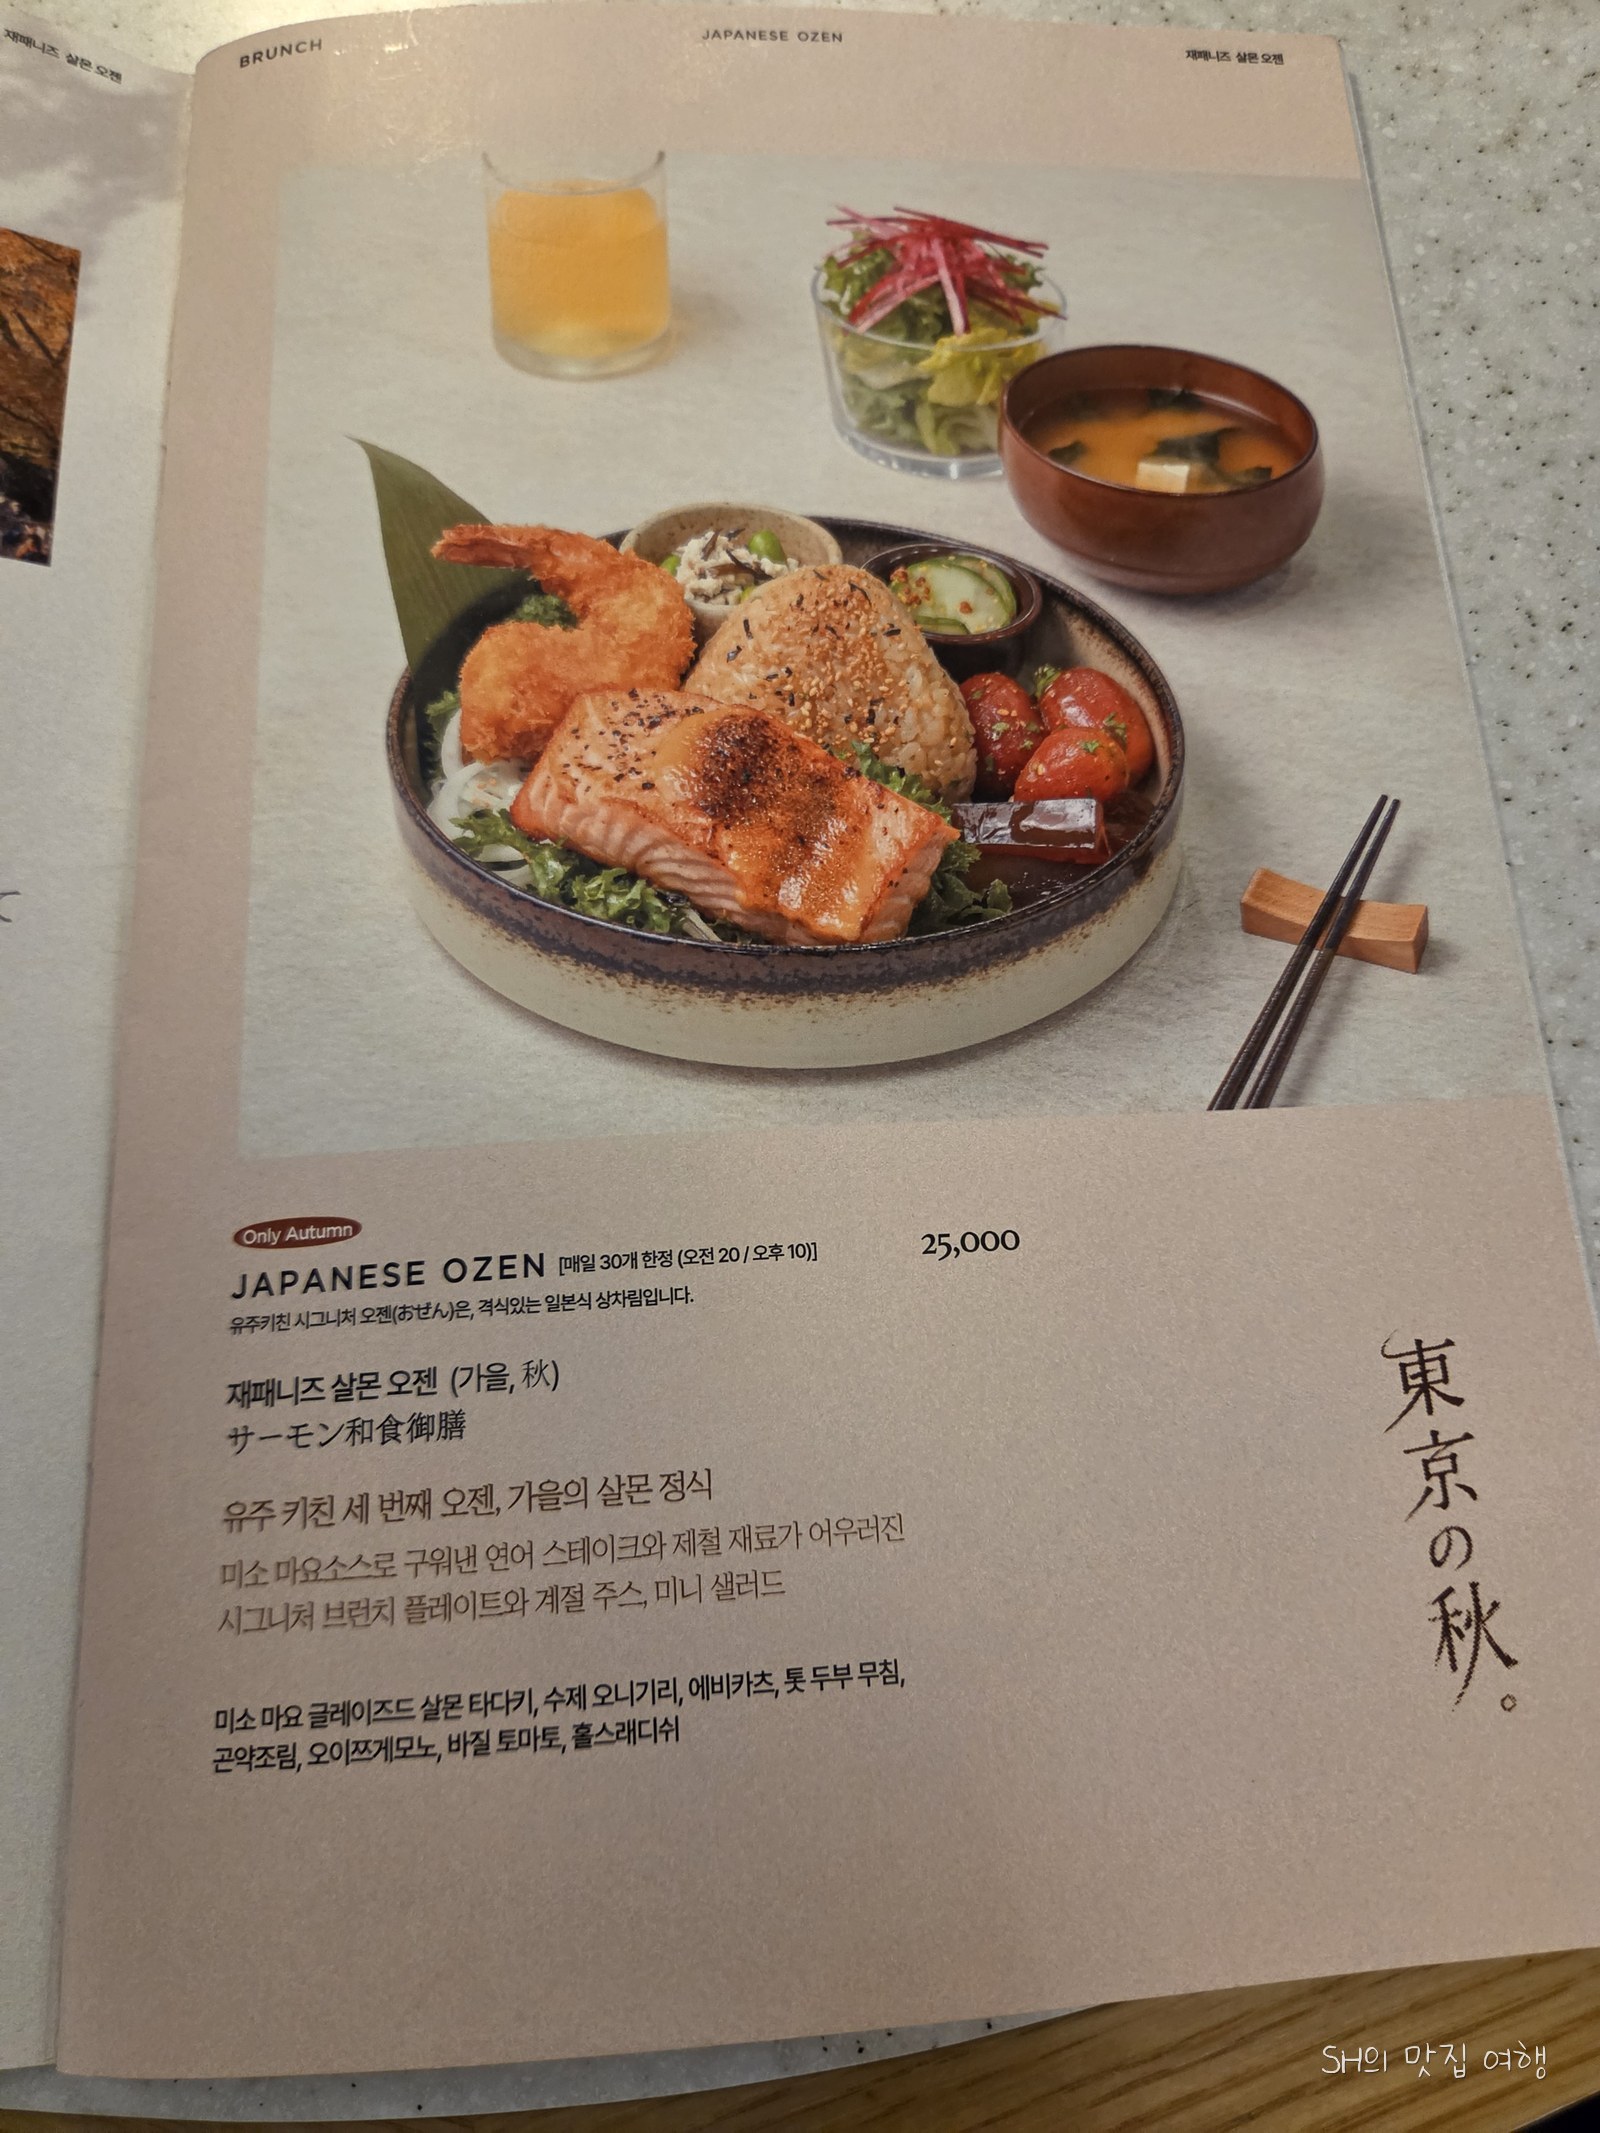 재패니즈 살몬 오젠
BRUNCH
JAPANESE OZEN
재패니즈 살몬 오젠
Only Autumn
JAPANESE OZEN [매일 30개 한정 (오전 20 / 오후 10)]
25,000
유주키친 시그니처 오젠(おぜん)은, 격식있는 일본식 상차림입니다.
재패니즈 살몬 오젠 (가을, 秋)
サーモン和食御膳
유주 키친 세 번째 오젠, 가을의 살몬 정식
미소 마요소스로 구워낸 연어 스테이크와 제철 재료가 어우러진
시그니처 브런치 플레이트와 계절 주스, 미니 샐러드
미소 마요 글레이즈드 살몬 타다키, 수제 오니기리, 에비카츠, 톳 두부 무침,
곤약조림, 오이쯔게모노, 바질 토마토, 홀스래디쉬
東京の秋。
SH의 맛집 여행